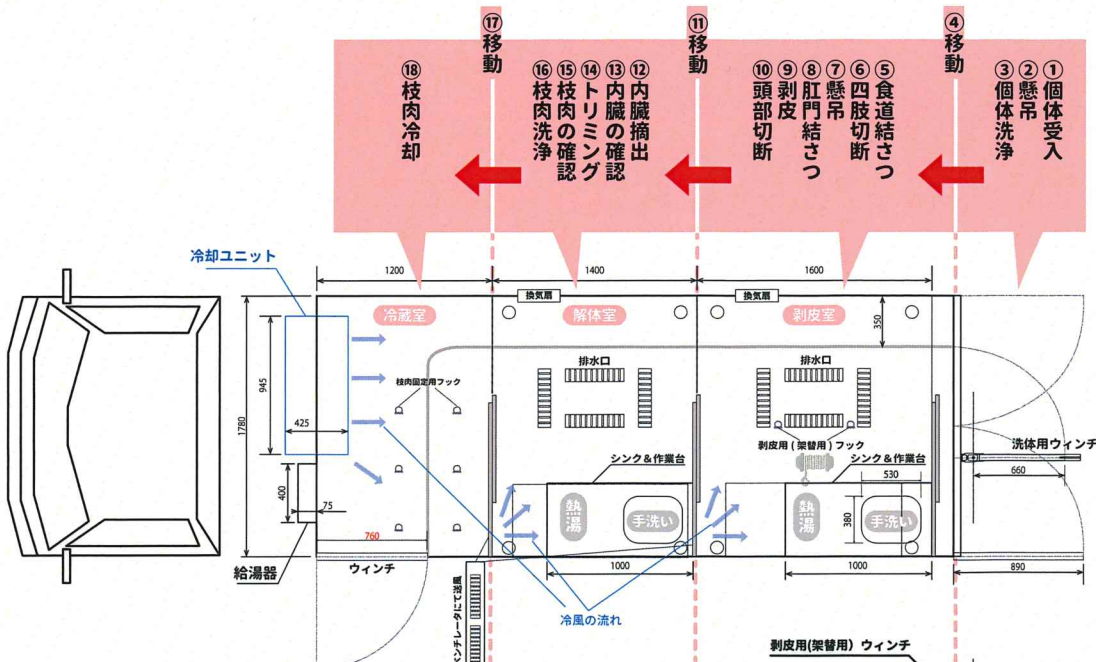 ①個体受入
②懸吊
③個体洗浄
④移動
⑤食道結さつ
⑥四肢切断
⑦懸吊
⑧肛門結さつ
⑨剥皮
⑩頭部切断
⑪移動
⑫内臓摘出
⑬内臓の確認
⑭トリミング
⑮枝肉の確認
⑯枝肉洗浄
⑰移動
⑱枝肉冷却
冷却ユニット
1200
1400
1600
換気扇
換気扇
冷蔵室
解体室
剥皮室
350
排水口
排水口
枝肉固定用フック
945
1780
425
剥皮用(架替用)フック
洗体用ウィンチ
シンク&作業台
シンク&作業台
660
530
400
75
熱湯
手洗い
熱湯
380
手洗い
760
給湯器
ウィンチ
1000
1000
890
冷風の流れ
ベンチレータにて送風
剥皮用(架替用)ウィンチ